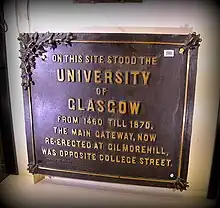 ON THIS SITE STOOD THE
UNIVERSITY
OF
GLASGOW
FROM 1460 TILL 1870,
THE MAIN GATEWAY, NOW
RE-ERECTED AT GILMOREHILL,
WAS OPPOSITE COLLEGE STREET.